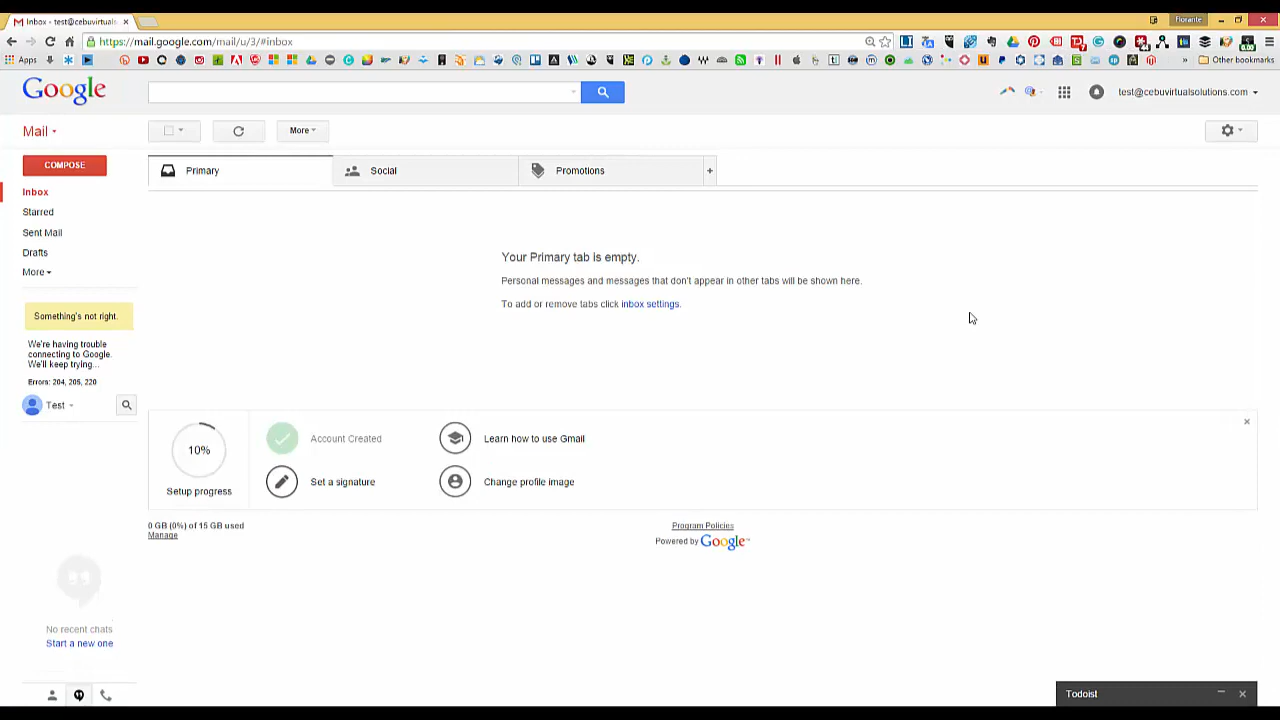 Inbox - test@cebuvirtuals
Florante
https://mail.google.com/mail/u/3/#inbox
Apps
Other bookmarks
Google
test@cebuvirtualsolutions.com
Mail
More
COMPOSE
Primary
Social
Promotions
+
Inbox
Starred
Sent Mail
Drafts
More
Your Primary tab is empty.
Personal messages and messages that don't appear in other tabs will be shown here.
To add or remove tabs click inbox settings.
Something's not right.
We're having trouble
connecting to Google.
We'll keep trying...
Errors: 204, 205, 220
Test
10%
Setup progress
Account Created
Learn how to use Gmail
Set a signature
Change profile image
0 GB (0%) of 15 GB used
Manage
Program Policies
Powered by Google™
No recent chats
Start a new one
Todoist